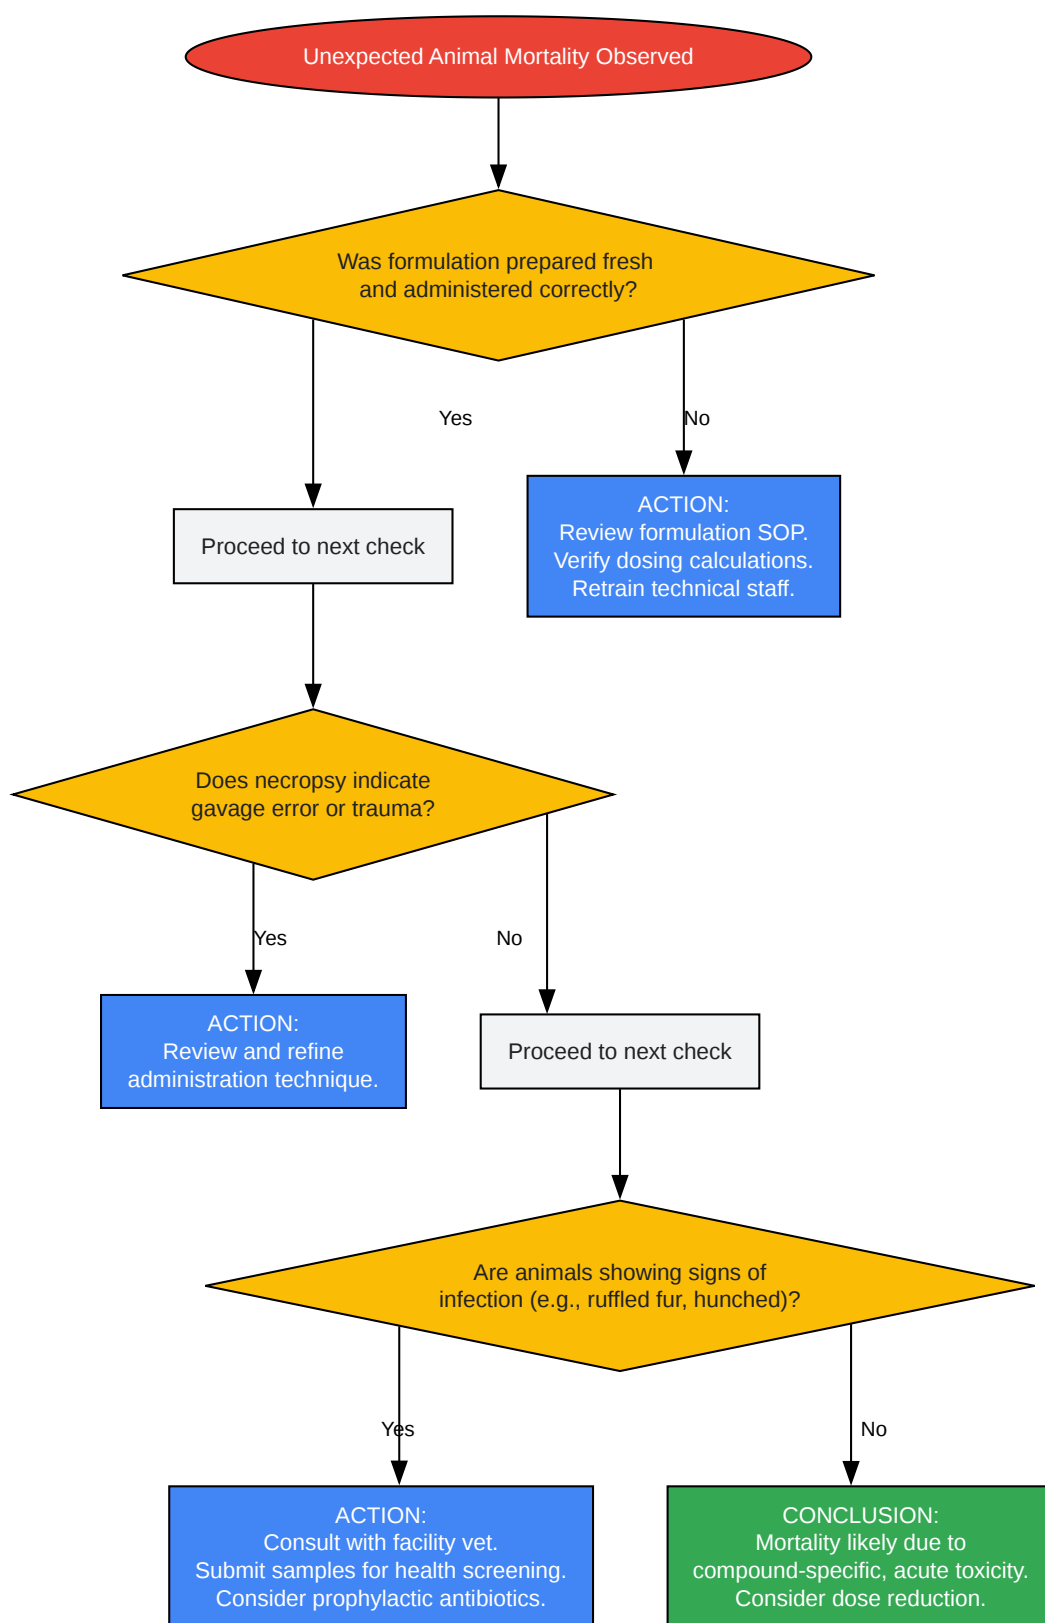 Unexpected Animal Mortality Observed
Was formulation prepared fresh
and administered correctly?
Yes
No
Proceed to next check
ACTION:
Review formulation SOP.
Verify dosing calculations.
Retrain technical staff.
Does necropsy indicate
gavage error or trauma?
Yes
No
ACTION:
Review and refine
administration technique.
Proceed to next check
Are animals showing signs of
infection (e.g., ruffled fur, hunched)?
Yes
No
ACTION:
Consult with facility vet.
Submit samples for health screening.
Consider prophylactic antibiotics.
CONCLUSION:
Mortality likely due to
compound-specific, acute toxicity.
Consider dose reduction.